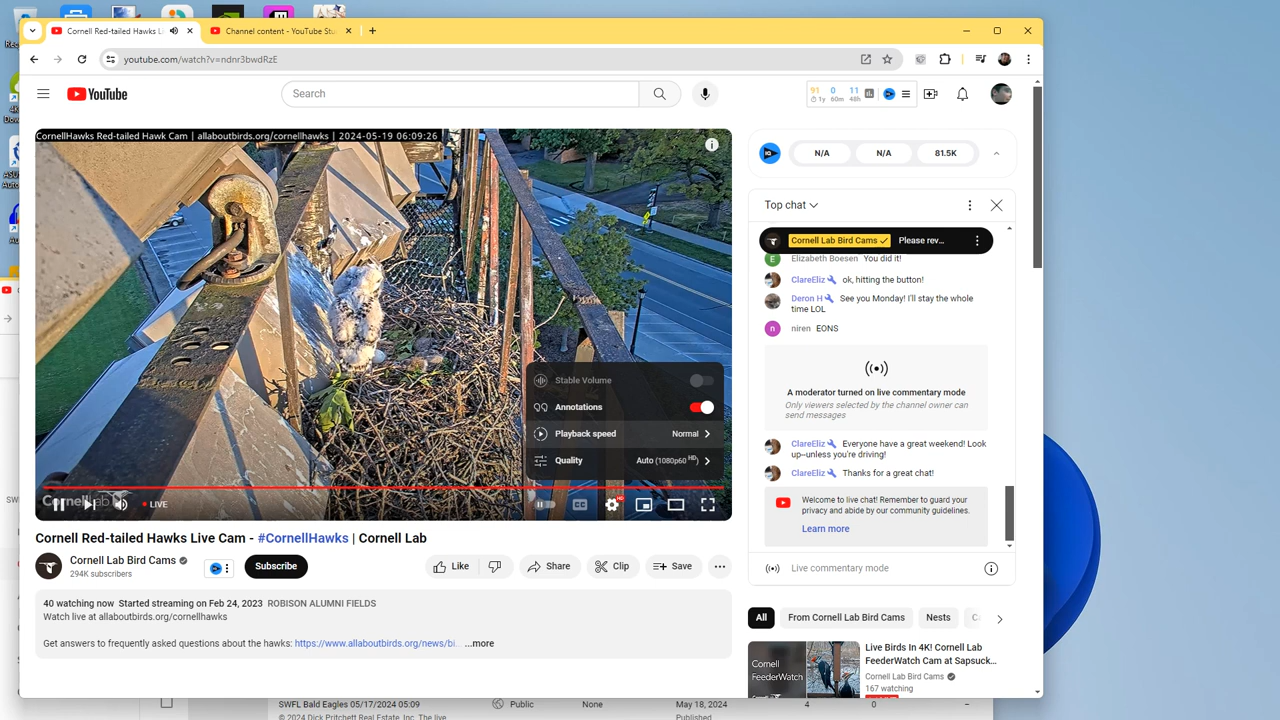 Cornell Red-tailed Hawks Li
Channel content - YouTube Stu
youtube.com/watch?v=ndnr3bwdRzE
YouTube
Search
91 0 11
1y 60m 48h
CornellHawks Red-tailed Hawk Cam | allaboutbirds.org/cornellhawks | 2024-05-19 06:09:26
N/A N/A 81.5K
Top chat
Cornell Lab Bird Cams Please rev...
Elizabeth Boesen You did it!
ClareEliz ok, hitting the button!
Deron H See you Monday! I'll stay the whole
time LOL
niren EONS
A moderator turned on live commentary mode
Only viewers selected by the channel owner can
send messages
ClareEliz Everyone have a great weekend! Look
up–unless you're driving!
ClareEliz Thanks for a great chat!
Welcome to live chat! Remember to guard your
privacy and abide by our community guidelines.
Learn more
Live commentary mode
Stable Volume
Annotations
Playback speed Normal
Quality Auto (1080p60 HD)
LIVE
Cornell Red-tailed Hawks Live Cam - #CornellHawks | Cornell Lab
Cornell Lab Bird Cams
294K subscribers
Subscribe
Like
Share
Clip
Save
40 watching now Started streaming on Feb 24, 2023 ROBISON ALUMNI FIELDS
Watch live at allaboutbirds.org/cornellhawks
Get answers to frequently asked questions about the hawks: https://www.allaboutbirds.org/news/bi... ...more
All
From Cornell Lab Bird Cams
Nests
Cornell
FeederWatch
Live Birds In 4K! Cornell Lab
FeederWatch Cam at Sapsuck...
Cornell Lab Bird Cams
167 watching
SWFL Bald Eagles 05/17/2024 05:09
Public
None
May 18, 2024
4
0
© 2024 Dick Pritchett Real Estate, Inc. The live
Published